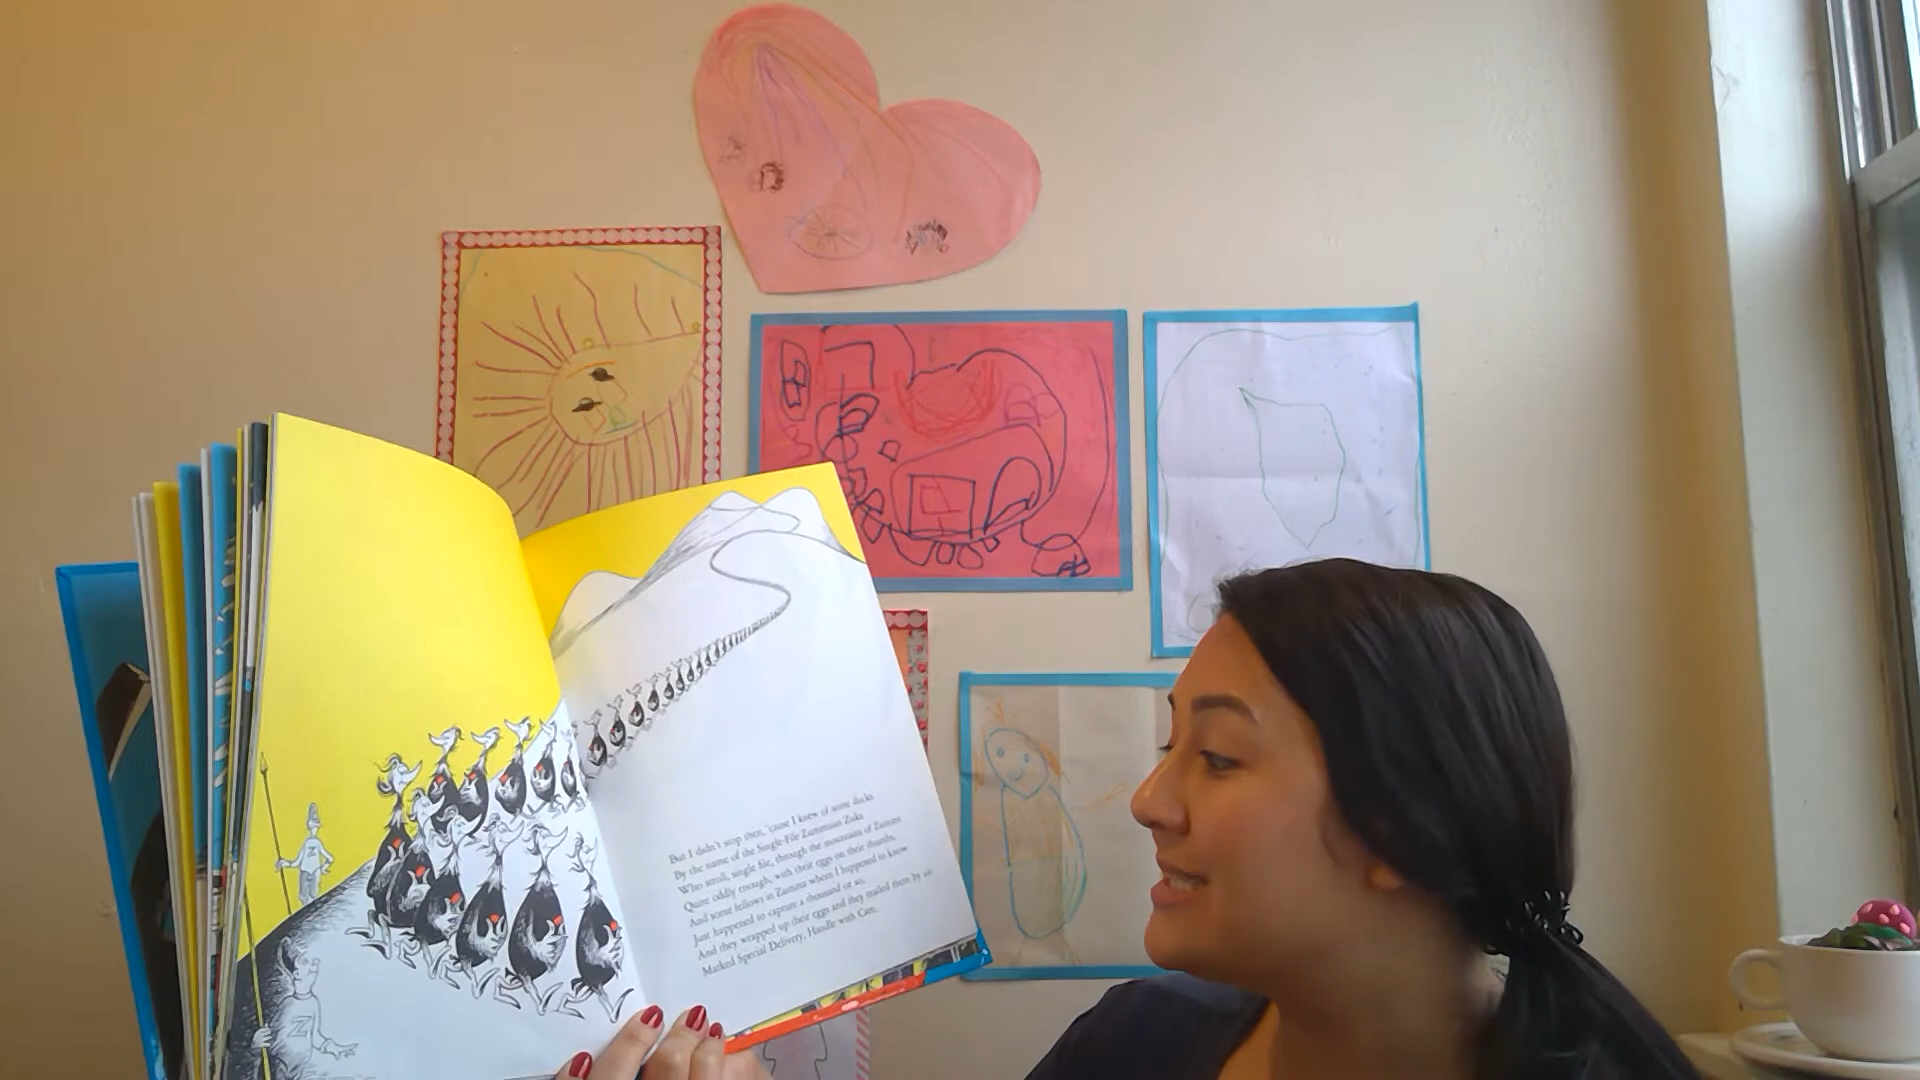 But I didn't stop then, 'cause I knew of some ducks
By the name of the Single-File Zummzian Zuks
Who stroll, single file, through the mountains of Zumms
Quite oddly enough, with their eggs on their thumbs,
And some fellows in Zumms whom I happened to know
Just happened to capture a thousand or so.
And they wrapped up their eggs and they mailed them by air
Marked Special Delivery, Handle with Care.
Z
Z